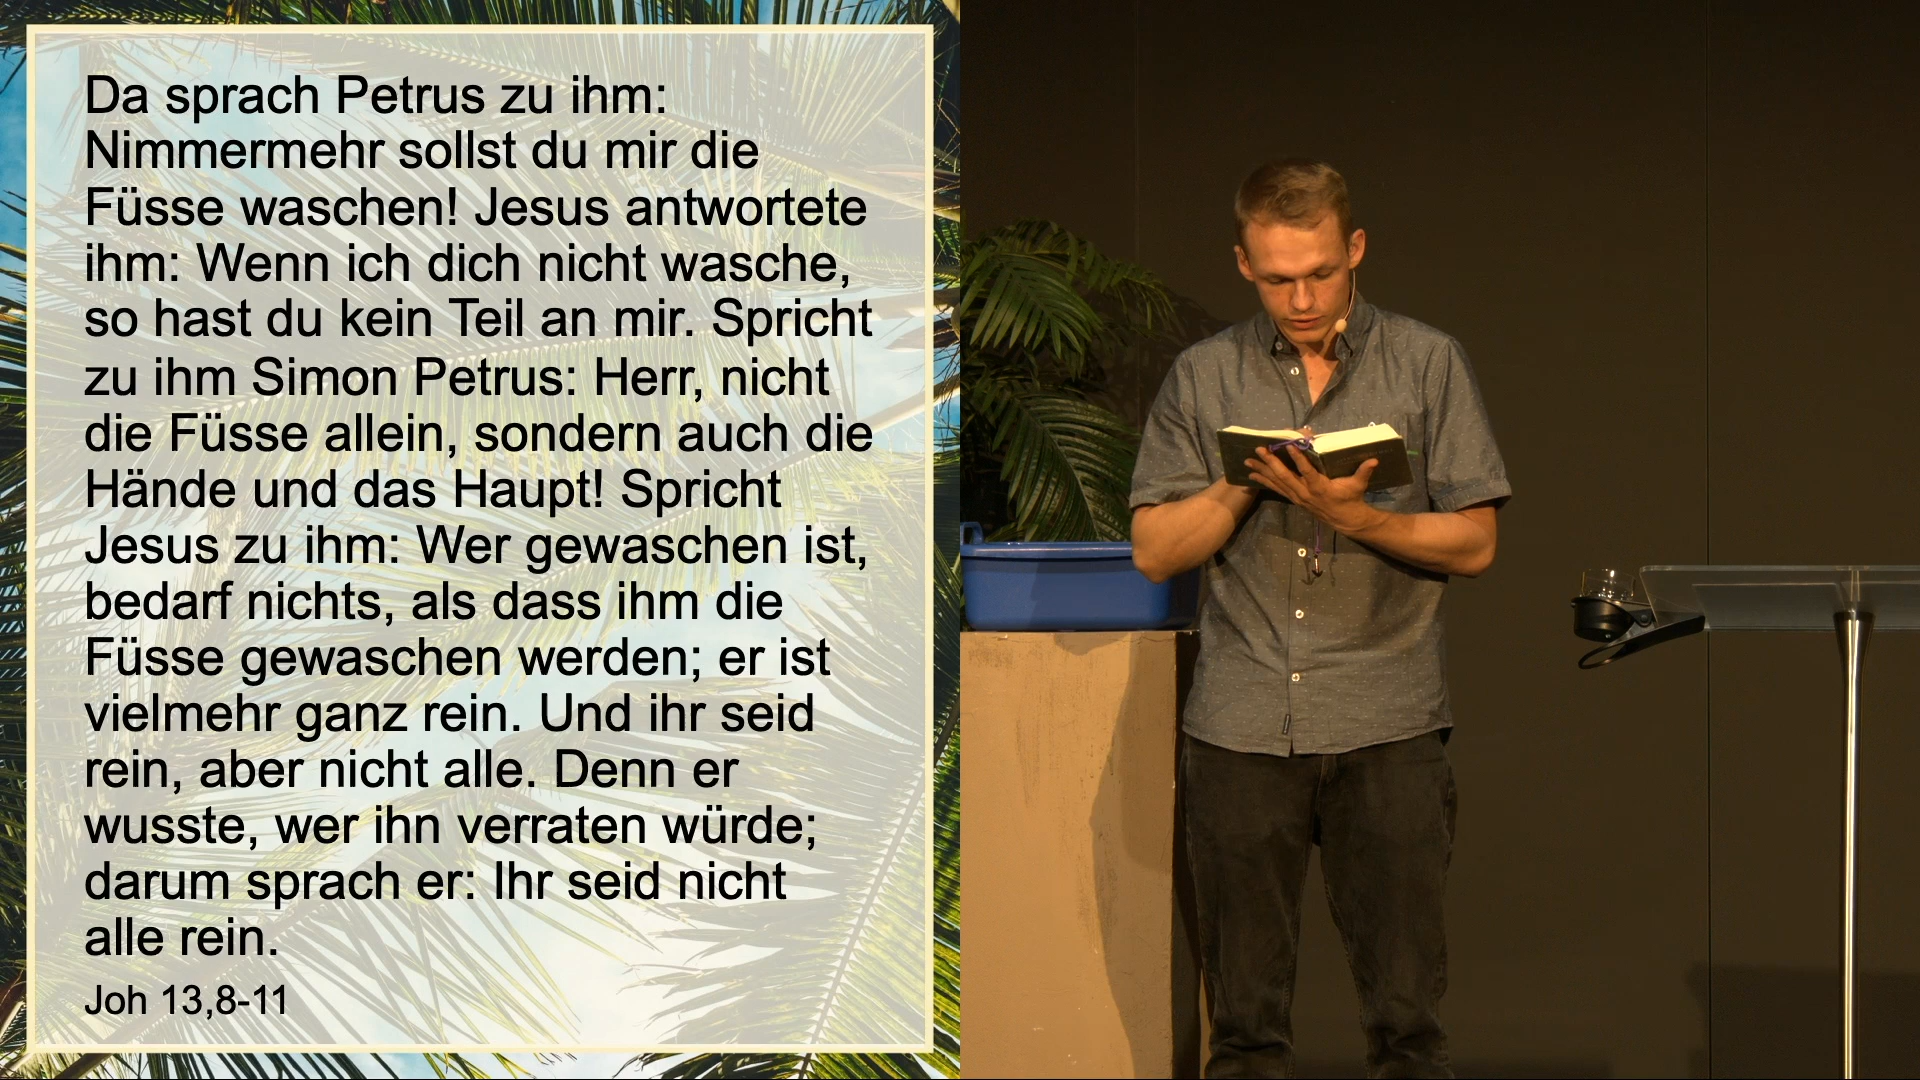 Da sprach Petrus zu ihm:
Nimmermehr sollst du mir die
Füsse waschen! Jesus antwortete
ihm: Wenn ich dich nicht wasche,
so hast du kein Teil an mir. Spricht
zu ihm Simon Petrus: Herr, nicht
die Füsse allein, sondern auch die
Hände und das Haupt! Spricht
Jesus zu ihm: Wer gewaschen ist,
bedarf nichts, als dass ihm die
Füsse gewaschen werden; er ist
vielmehr ganz rein. Und ihr seid
rein, aber nicht alle. Denn er
wusste, wer ihn verraten würde;
darum sprach er: Ihr seid nicht
alle rein.
Joh 13,8-11